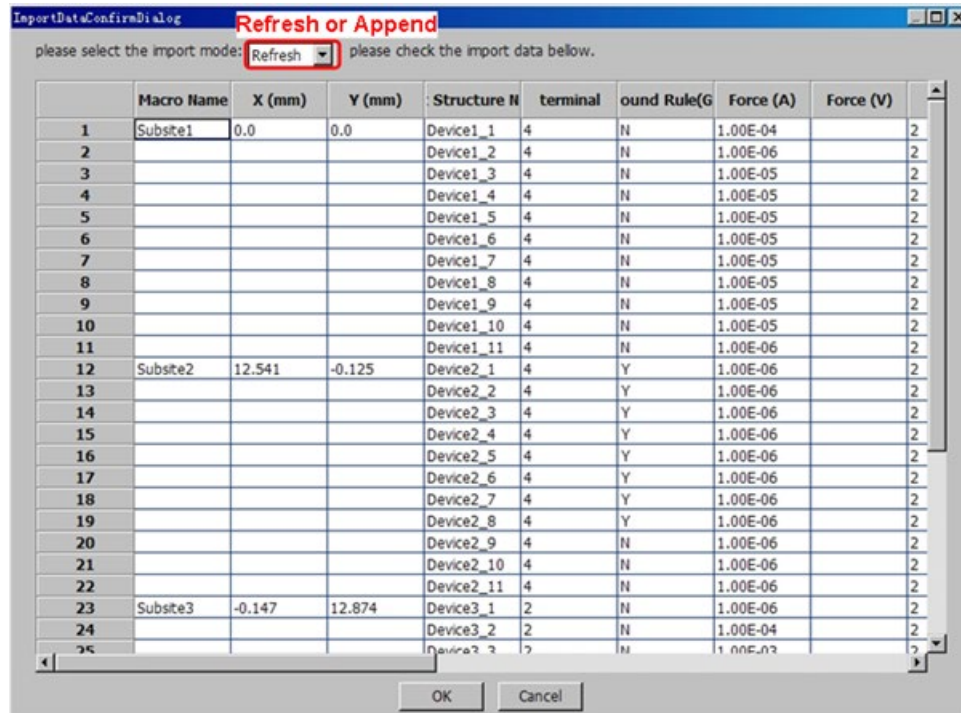 ImportDataConfirmDialog
Refresh or Append
please select the import mode: Refresh please check the import data bellow.
Macro Name X (mm) Y (mm) : Structure N terminal ound Rule(G Force (A) Force (V)
1 Subsite1 0.0 0.0 Device1_1 4 N 1.00E-04 2
2 Device1_2 4 N 1.00E-06 2
3 Device1_3 4 N 1.00E-05 2
4 Device1_4 4 N 1.00E-05 2
5 Device1_5 4 N 1.00E-05 2
6 Device1_6 4 N 1.00E-05 2
7 Device1_7 4 N 1.00E-05 2
8 Device1_8 4 N 1.00E-05 2
9 Device1_9 4 N 1.00E-05 2
10 Device1_10 4 N 1.00E-05 2
11 Device1_11 4 N 1.00E-06 2
12 Subsite2 12.541 -0.125 Device2_1 4 Y 1.00E-06 2
13 Device2_2 4 Y 1.00E-06 2
14 Device2_3 4 Y 1.00E-06 2
15 Device2_4 4 Y 1.00E-06 2
16 Device2_5 4 Y 1.00E-06 2
17 Device2_6 4 Y 1.00E-06 2
18 Device2_7 4 Y 1.00E-06 2
19 Device2_8 4 Y 1.00E-06 2
20 Device2_9 4 N 1.00E-06 2
21 Device2_10 4 N 1.00E-06 2
22 Device2_11 4 N 1.00E-06 2
23 Subsite3 -0.147 12.874 Device3_1 2 N 1.00E-06 2
24 Device3_2 2 N 1.00E-04 2
25 Device3_3 2 N 1.00E-03 2
OK Cancel